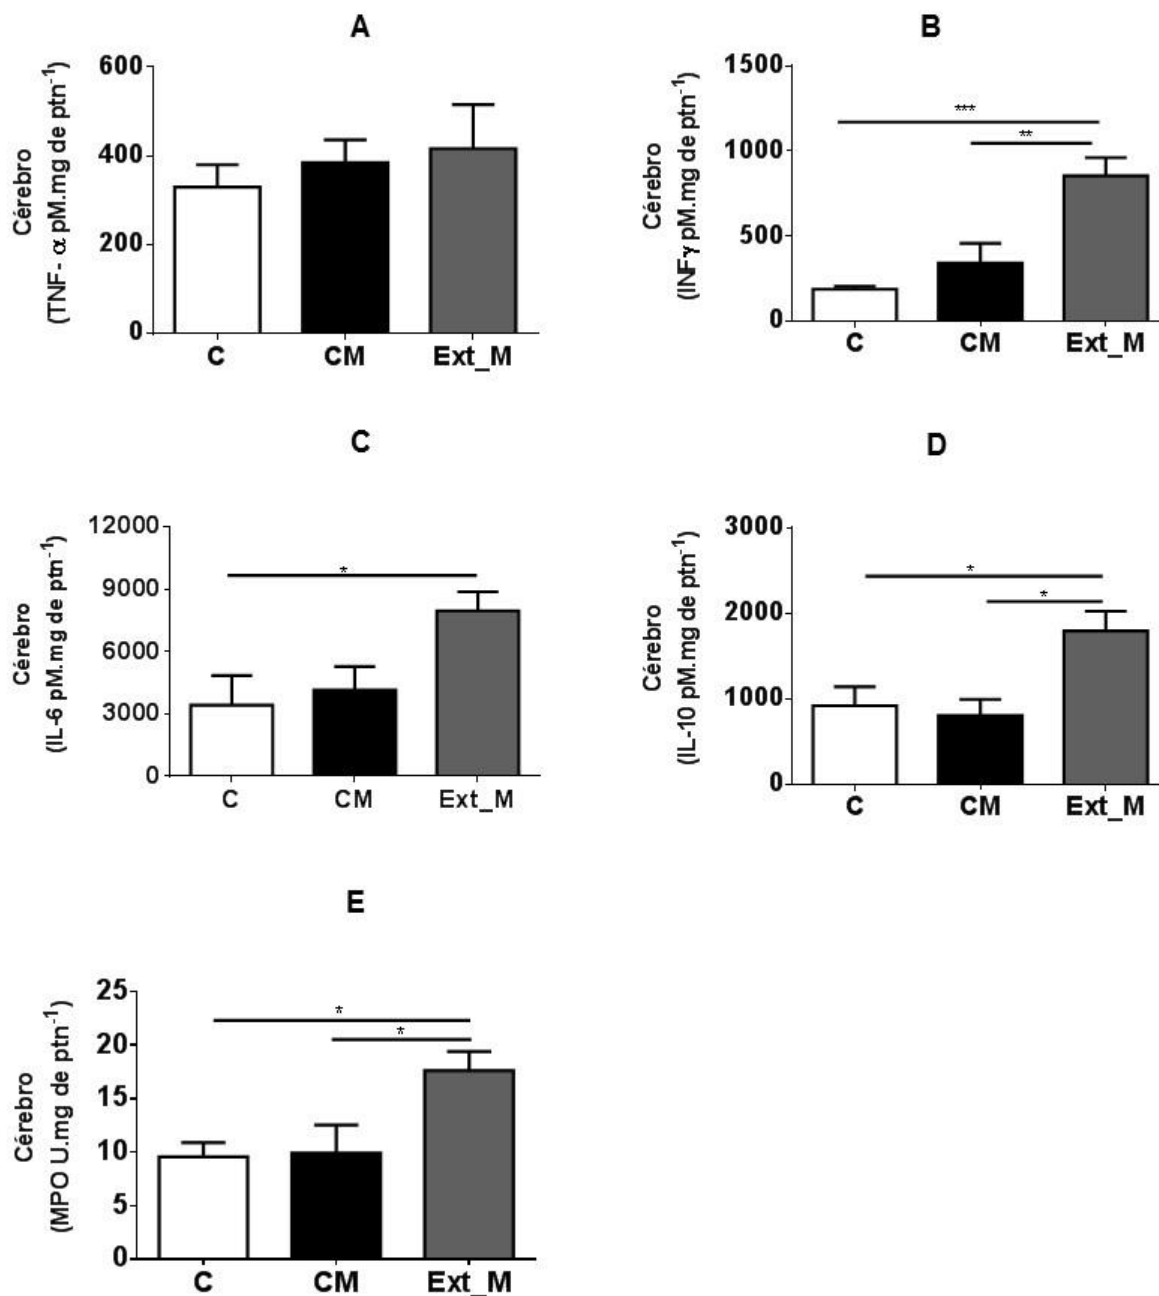 A
Cérebro
(TNF- α pM.mg de ptn⁻¹)
600
400
200
0
C
CM
Ext_M
B
Cérebro
(INFγ pM.mg de ptn⁻¹)
1500
1000
500
0
***
**
C
CM
Ext_M
C
Cérebro
(IL-6 pM.mg de ptn⁻¹)
12000
9000
6000
3000
0
*
C
CM
Ext_M
D
Cérebro
(IL-10 pM.mg de ptn⁻¹)
3000
2000
1000
0
*
*
C
CM
Ext_M
E
Cérebro
(MPO U.mg de ptn⁻¹)
25
20
15
10
5
0
*
*
C
CM
Ext_M